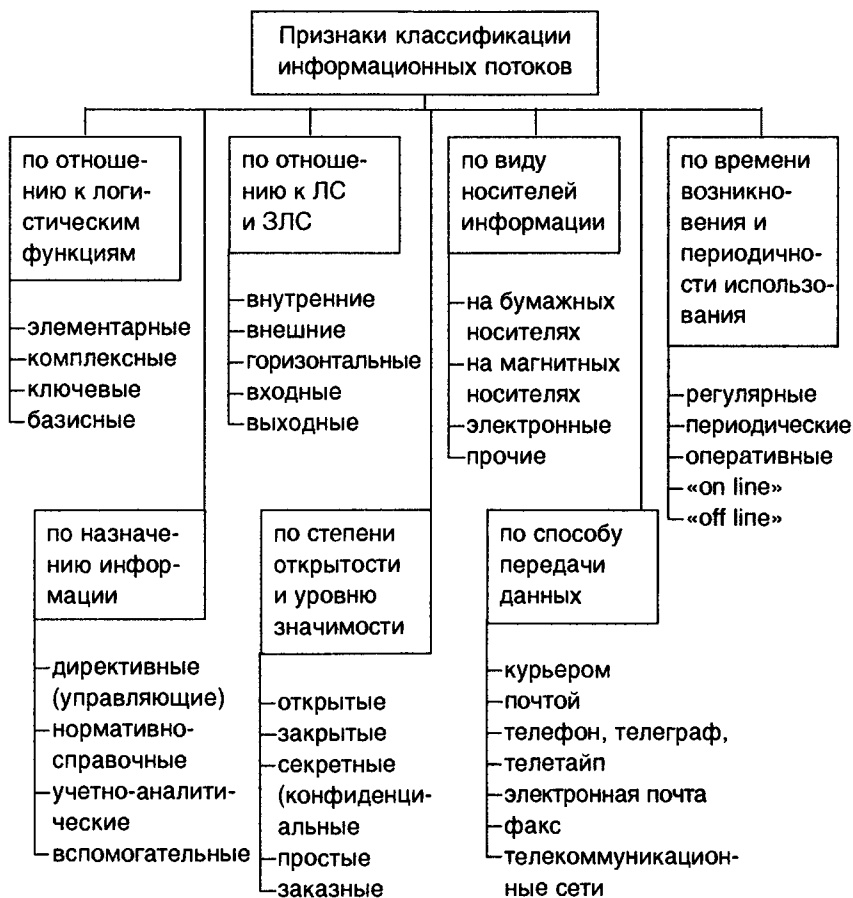 Признаки классификации
информационных потоков
по отноше-
нию к логи-
стическим
функциям
элементарные
комплексные
ключевые
базисные
по отноше-
нию к ЛС
и ЗЛС
внутренние
внешние
горизонтальные
входные
выходные
по виду
носителей
информации
на бумажных
носителях
на магнитных
носителях
электронные
прочие
по времени
возникно-
вения и
периодично-
сти использо-
вания
регулярные
периодические
оперативные
«on line»
«off line»
по назначе-
нию инфор-
мации
директивные
(управляющие)
нормативно-
справочные
учетно-аналити-
ческие
вспомогательные
по степени
открытости
и уровню
значимости
открытые
закрытые
секретные
(конфиденци-
альные
простые
заказные
по способу
передачи
данных
курьером
почтой
телефон, телеграф,
телетайп
электронная почта
факс
телекоммуникацион-
ные сети